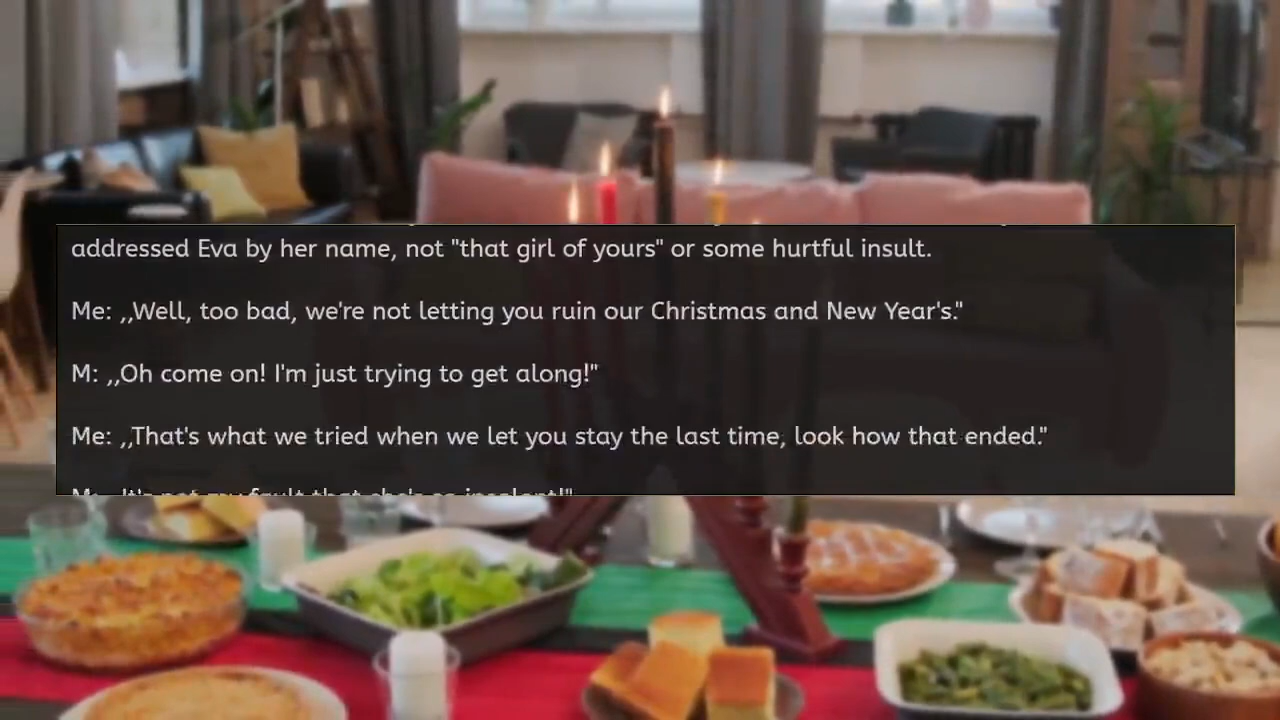 addressed Eva by her name, not "that girl of yours" or some hurtful insult.
Me: ,,Well, too bad, we're not letting you ruin our Christmas and New Year's."
M: ,,Oh come on! I'm just trying to get along!"
Me: ,,That's what we tried when we let you stay the last time, look how that ended."